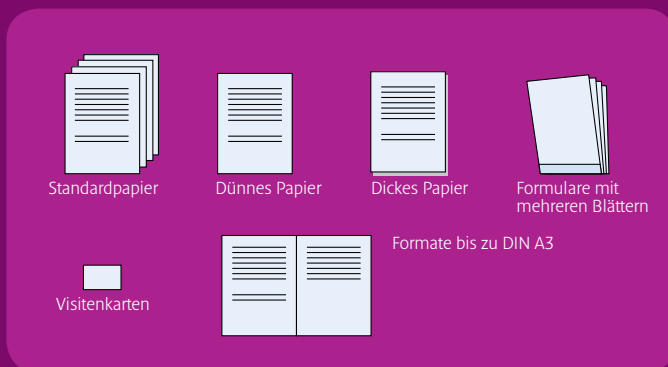 Standardpapier
Dünnes Papier
Dickes Papier
Formulare mit
mehreren Blättern
Formate bis zu DIN A3
Visitenkarten